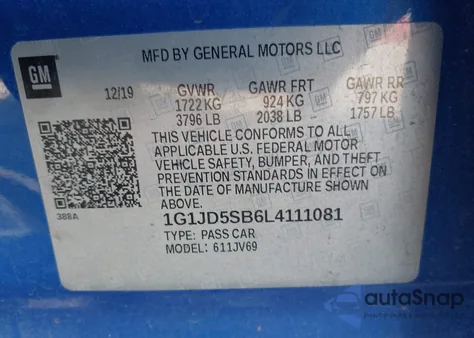 GM
MFD BY GENERAL MOTORS LLC
12/19 GVWR GAWR FRT GAWR RR
1722 KG 924 KG 797 KG
3796 LB 2038 LB 1757 LB
THIS VEHICLE CONFORMS TO ALL
APPLICABLE U.S. FEDERAL MOTOR
VEHICLE SAFETY, BUMPER, AND THEFT
PREVENTION STANDARDS IN EFFECT ON
THE DATE OF MANUFACTURE SHOWN
ABOVE.
388A
1G1JD5SB6L4111081
TYPE: PASS CAR
MODEL: 611JV69
autoSnap